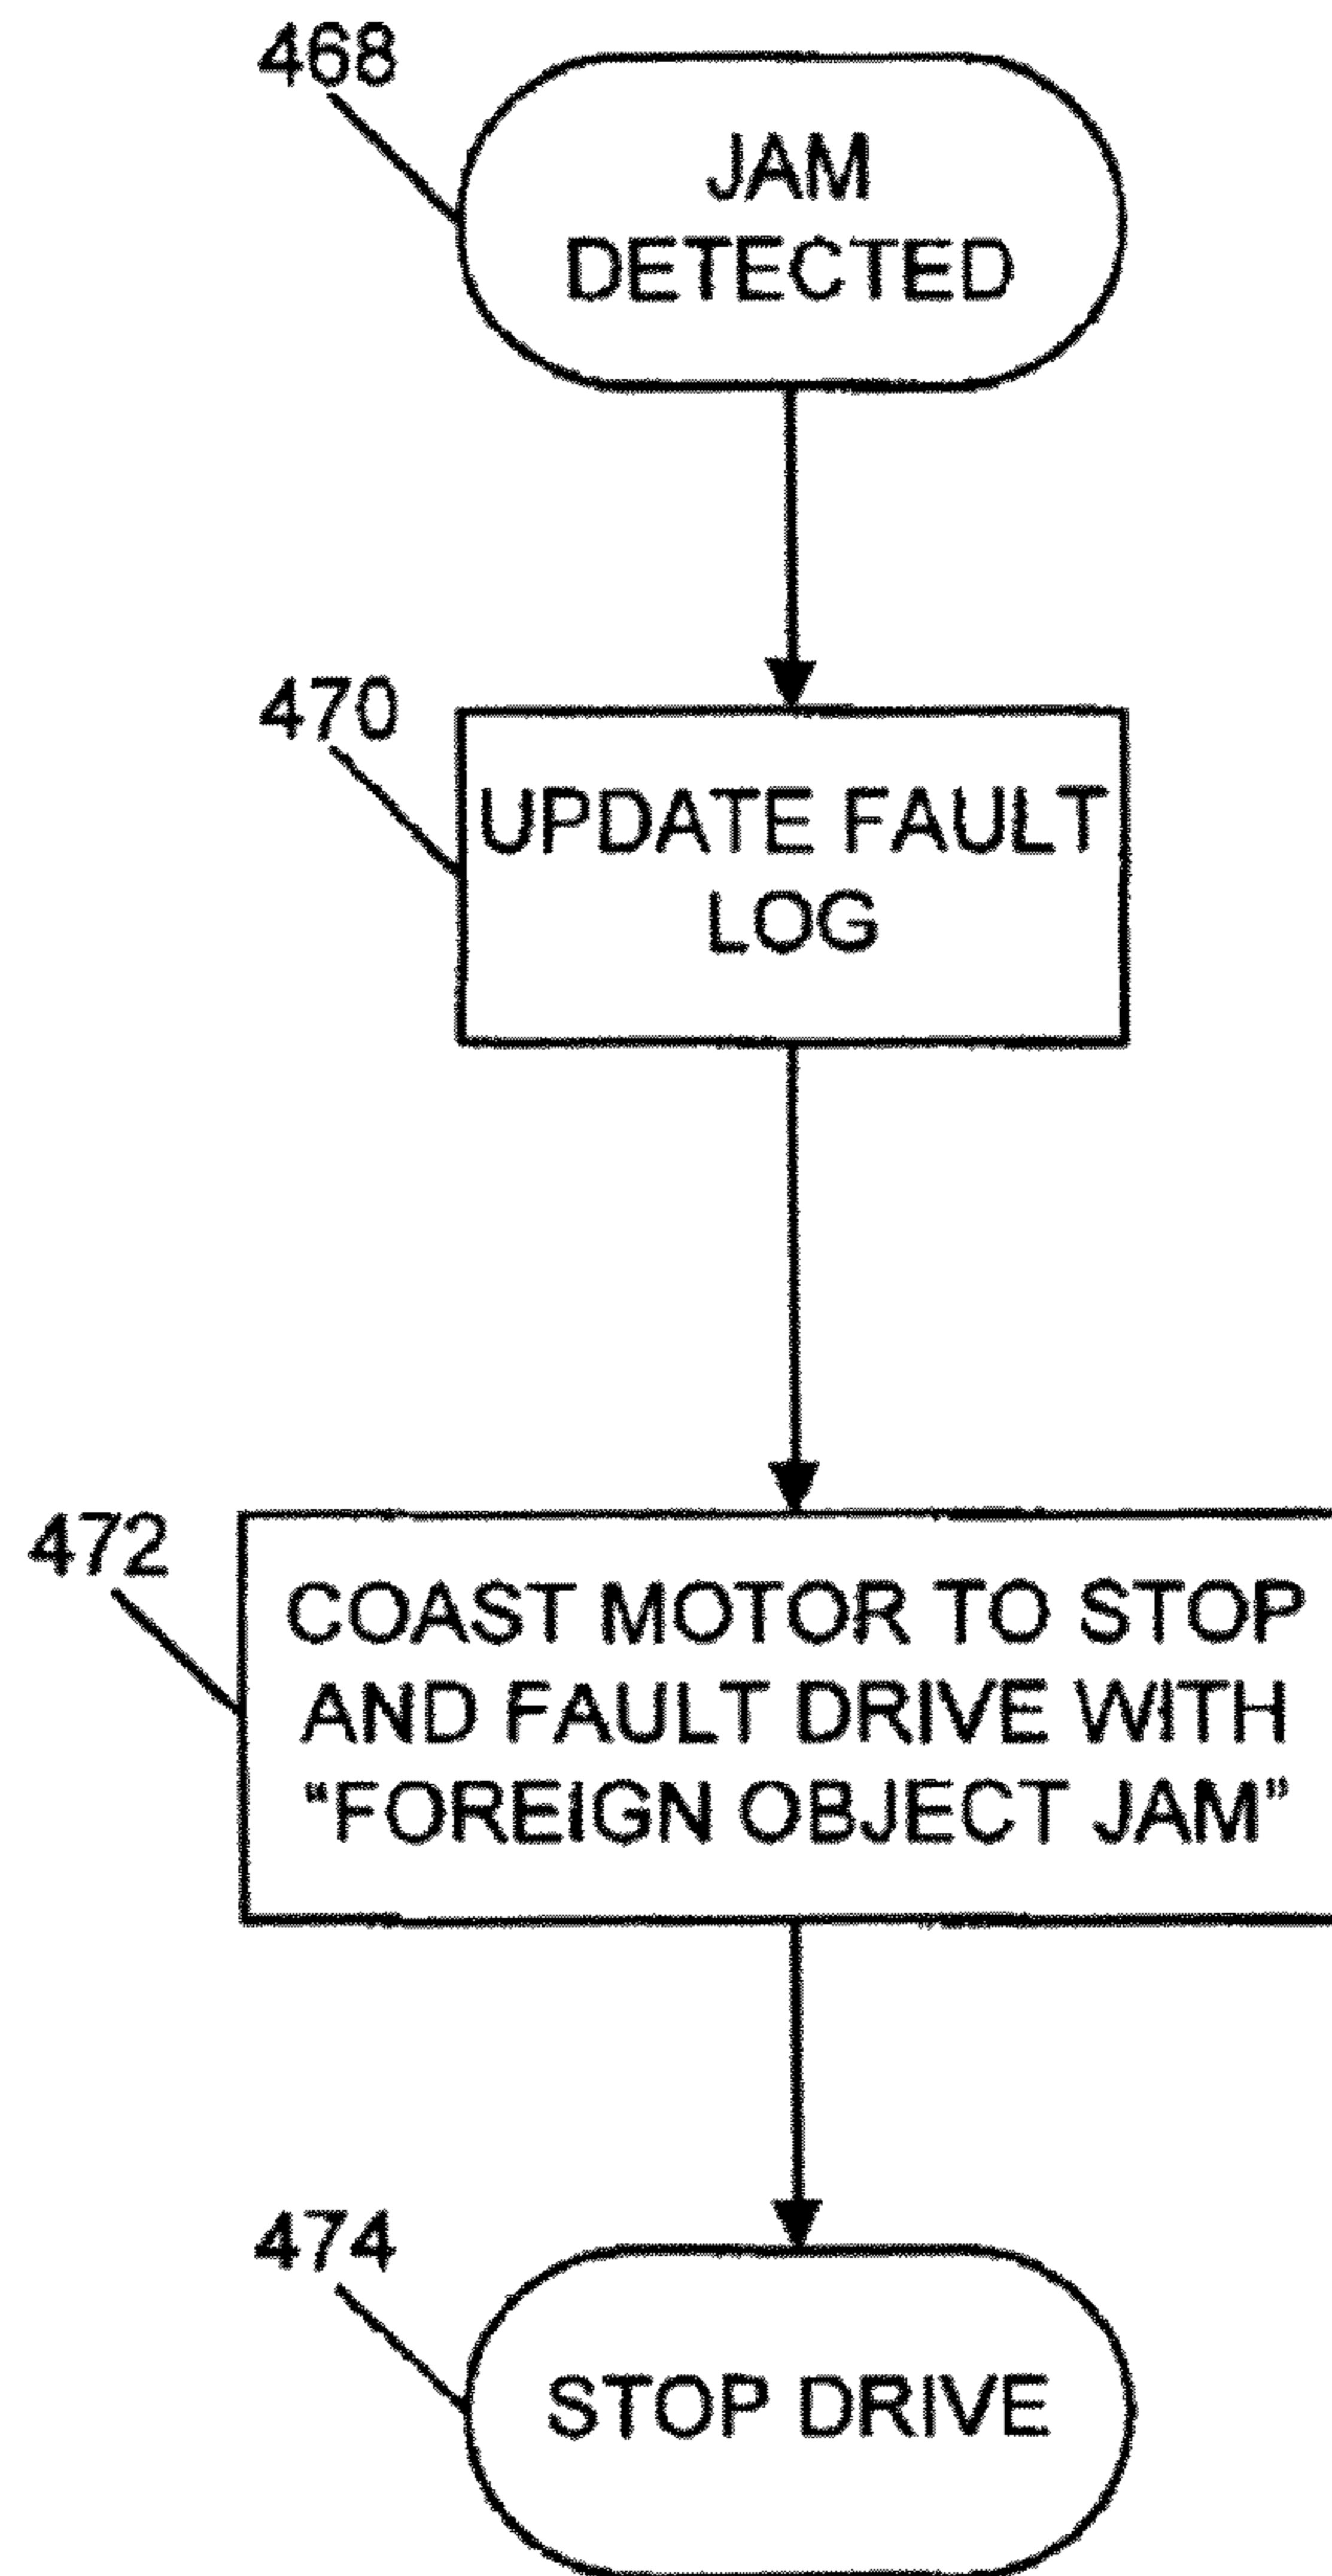 468
JAM
DETECTED
470
UPDATE FAULT
LOG
472
COAST MOTOR TO STOP
AND FAULT DRIVE WITH
“FOREIGN OBJECT JAM”
474
STOP DRIVE